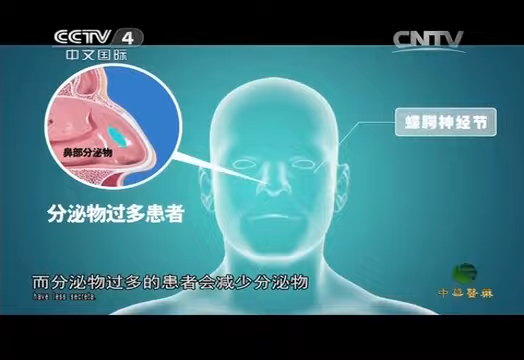 CCTV 4
中文国际
CNTV
鼻部分泌物
蝶腭神经节
分泌物过多患者
而分泌物过多的患者会减少分泌物
have less secreta.
中华医药